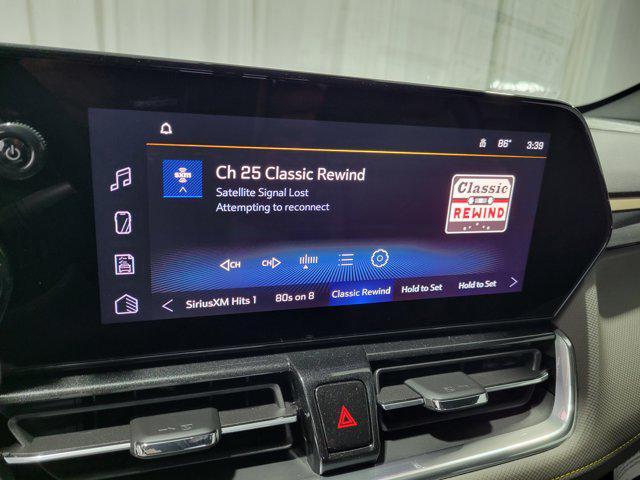 86° 3:39
sxm
Ch 25 Classic Rewind
Satellite Signal Lost
Attempting to reconnect
Classic
REWIND
CH CH
SiriusXM Hits 1 80s on 8 Classic Rewind Hold to Set Hold to Set